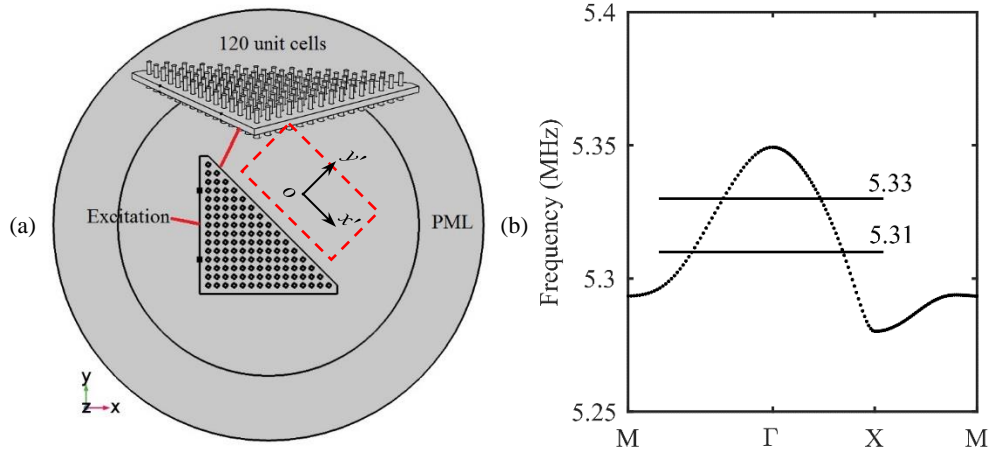 (a)
120 unit cells
Excitation
PML
o
x'
y'
y
z
x
(b)
Frequency (MHz)
5.4
5.35
5.3
5.25
5.33
5.31
M
Γ
X
M